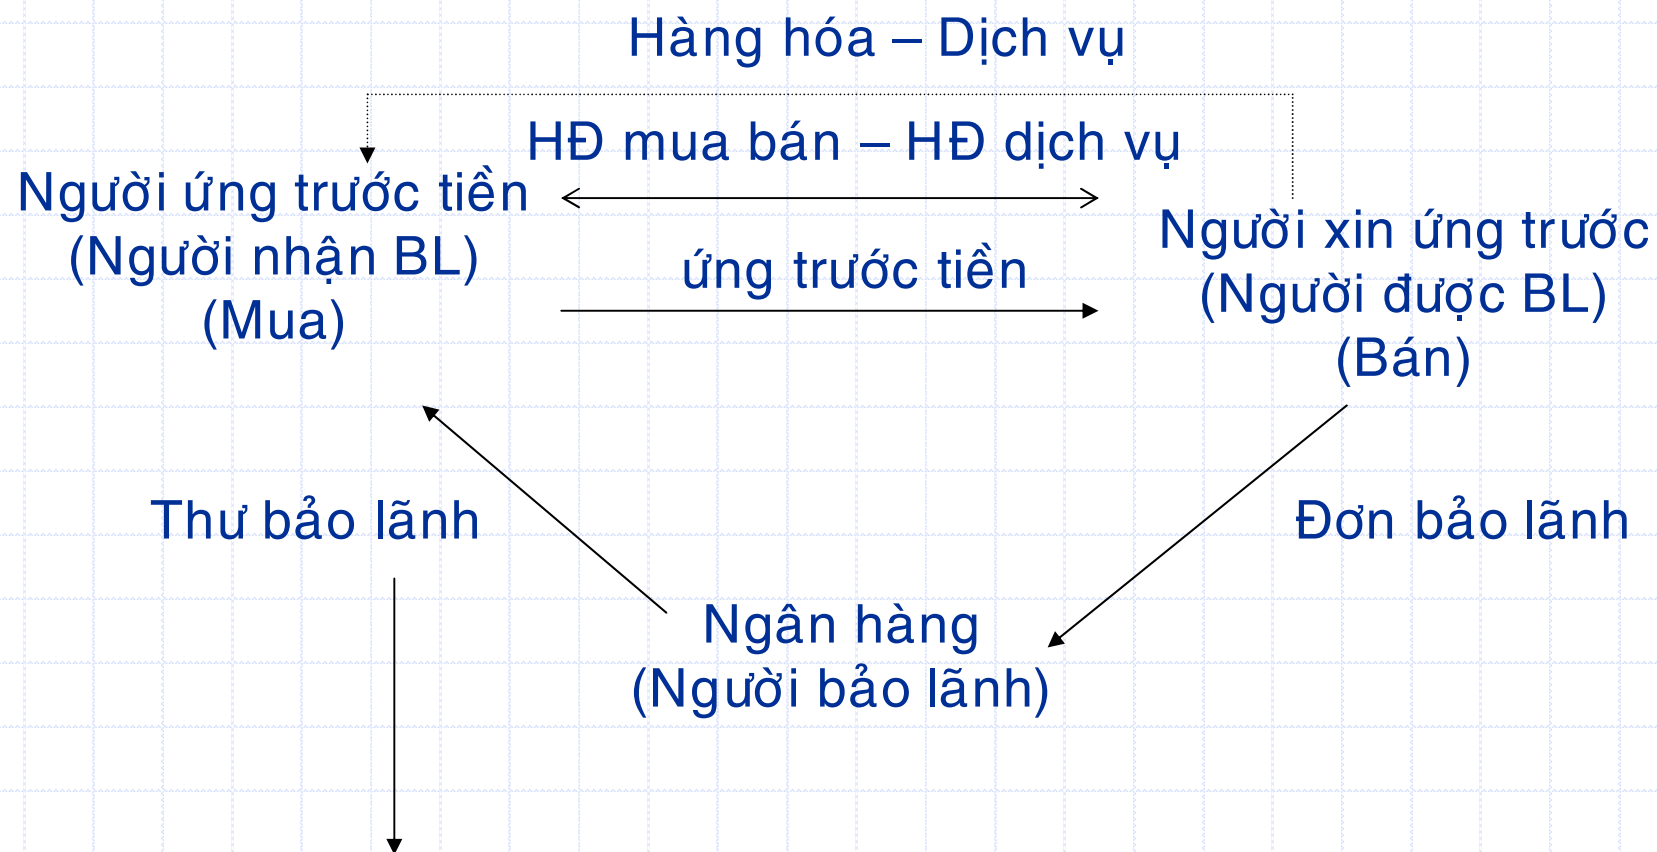 Hàng hóa – Dịch vụ
HĐ mua bán – HĐ dịch vụ
Người ứng trước tiền
(Người nhận BL)
(Mua)
ứng trước tiền
Người xin ứng trước
(Người được BL)
(Bán)
Thư bảo lãnh
Đơn bảo lãnh
Ngân hàng
(Người bảo lãnh)